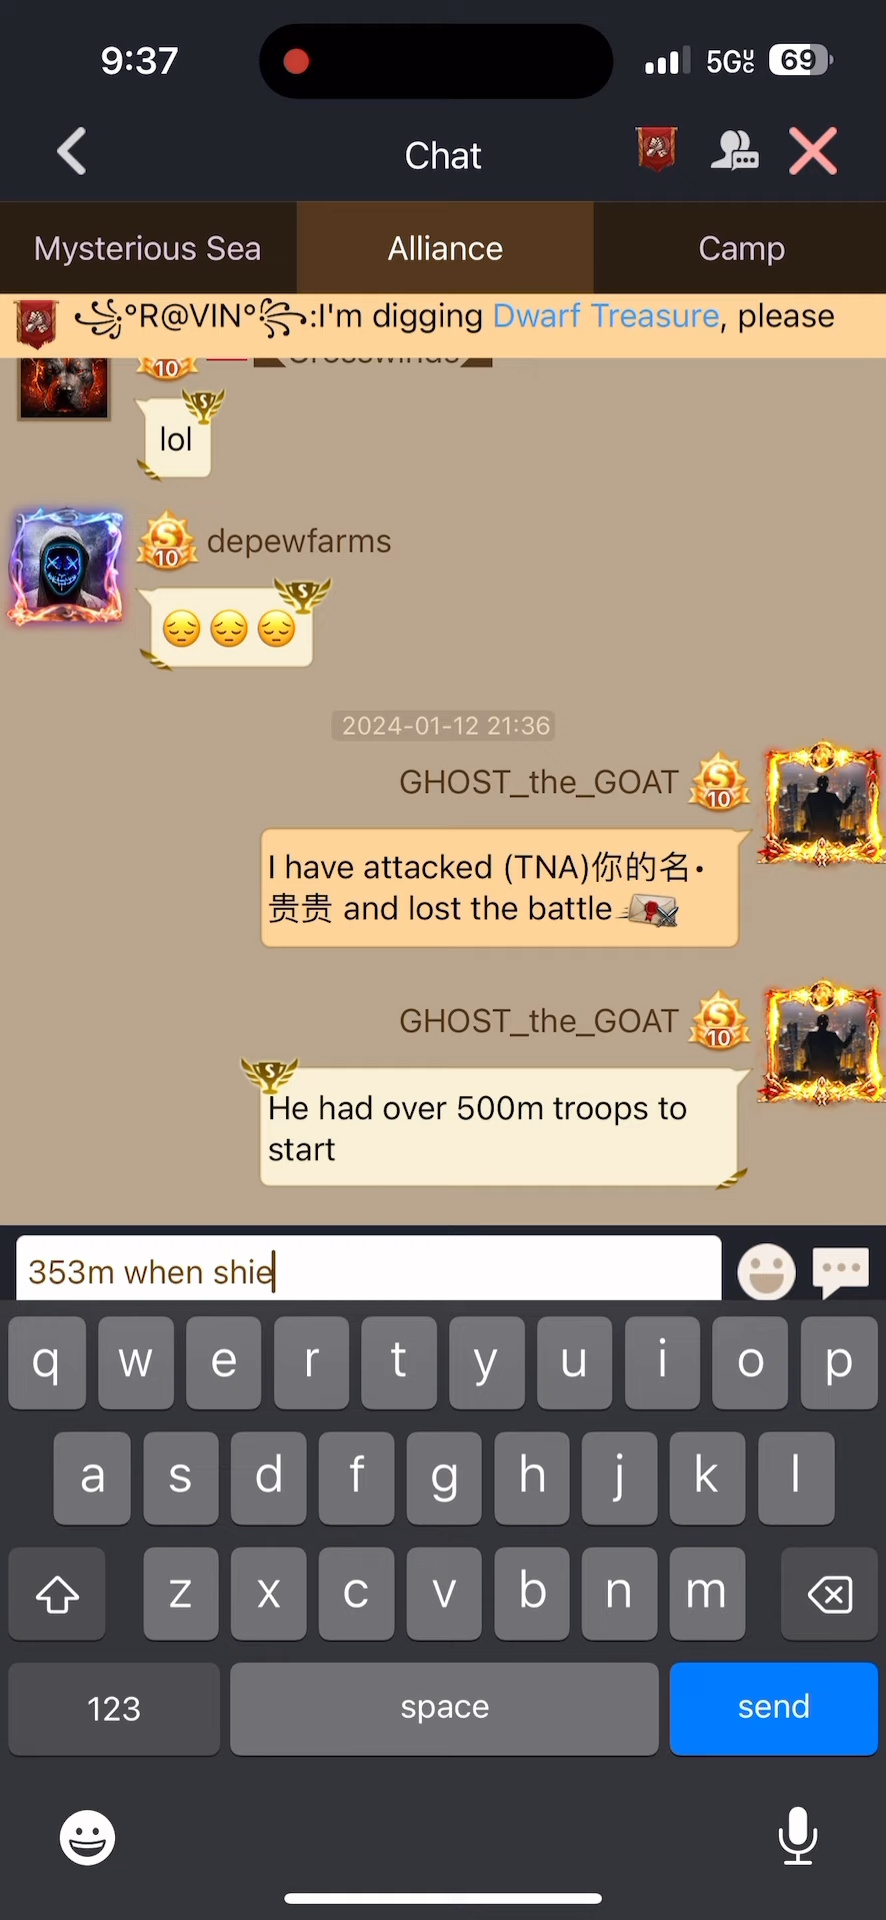 9:37
5G UC 69
Chat
Mysterious Sea Alliance Camp
꧁°R@VIN°꧂:I'm digging Dwarf Treasure, please
10 Crosswinds
lol
S 10 depewfarms
😔😔😔
2024-01-12 21:36
GHOST_the_GOAT S 10
I have attacked (TNA)你的名•
贵贵 and lost the battle
GHOST_the_GOAT S 10
He had over 500m troops to
start
353m when shie
q w e r t y u i o p
a s d f g h j k l
z x c v b n m
123 space send